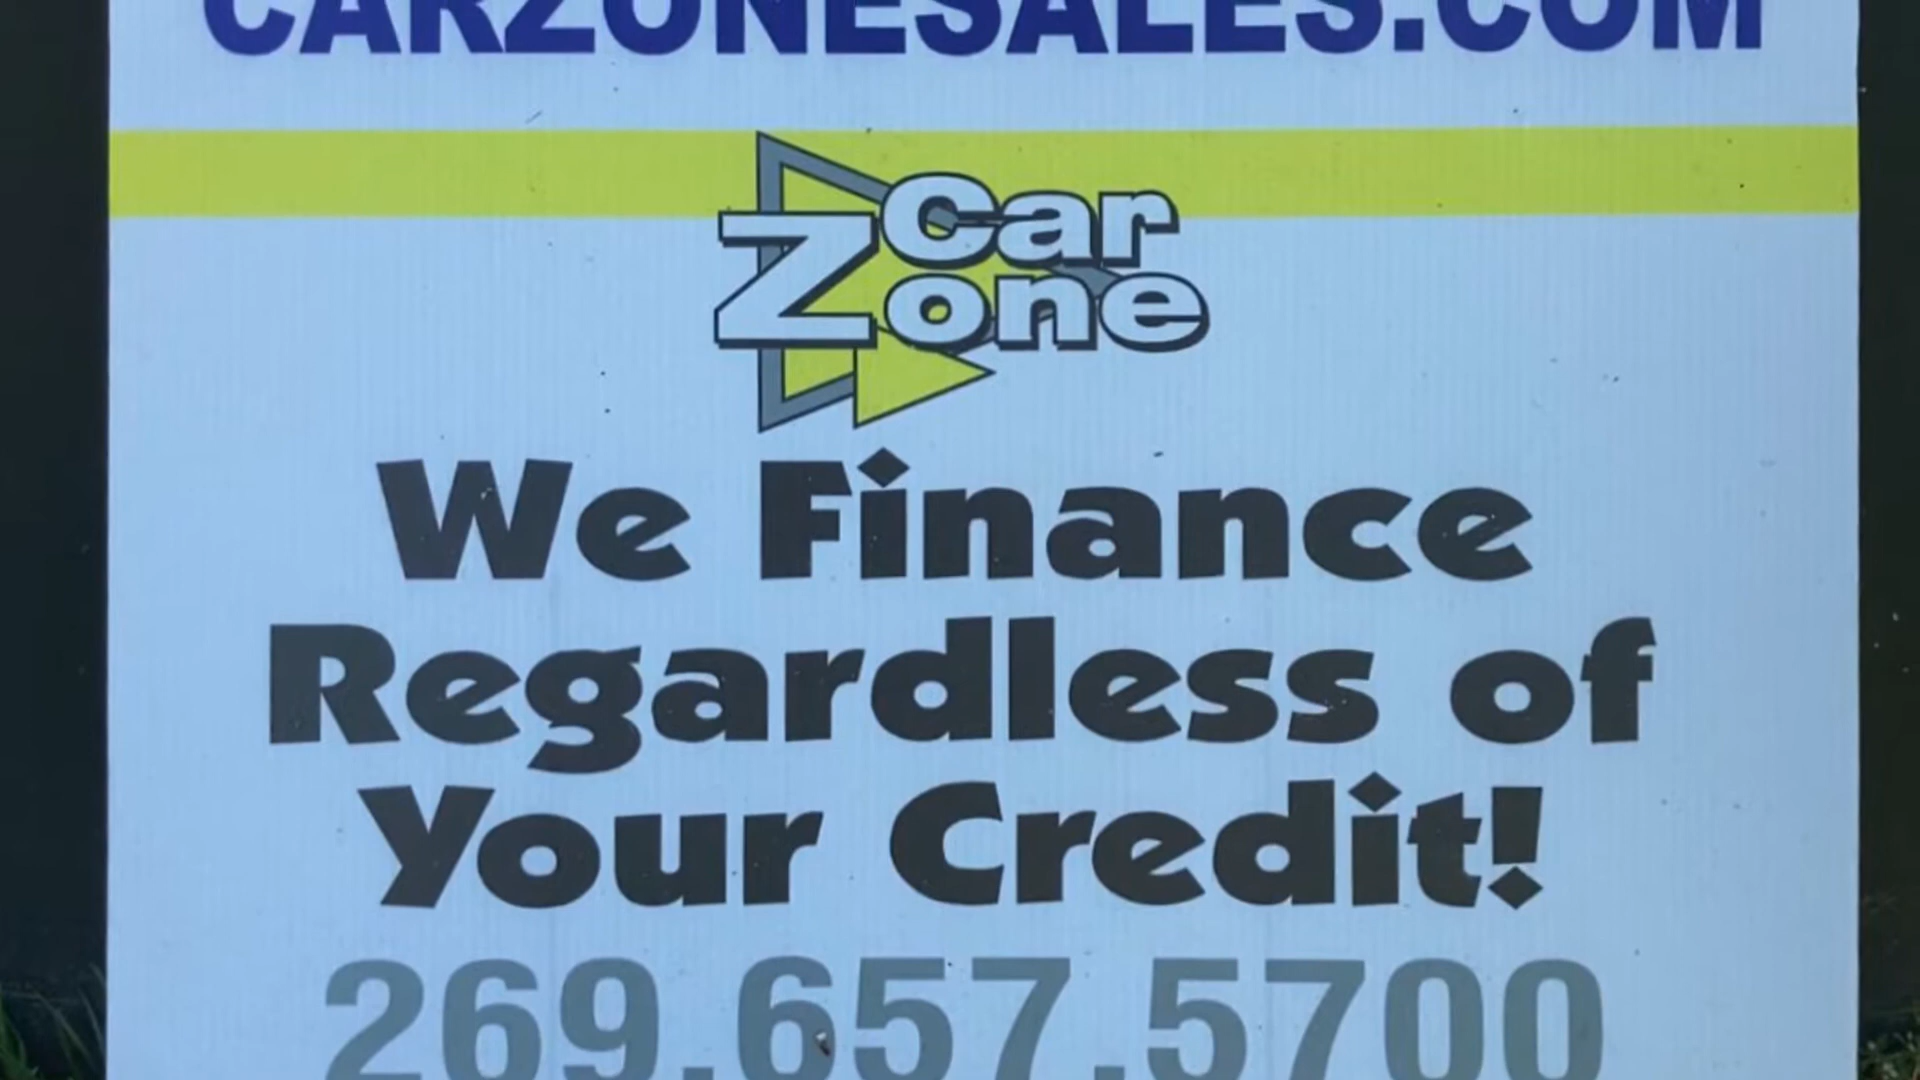 CARZONESALES.COM
Car
Zone
We Finance
Regardless of
Your Credit!
269.657.5700